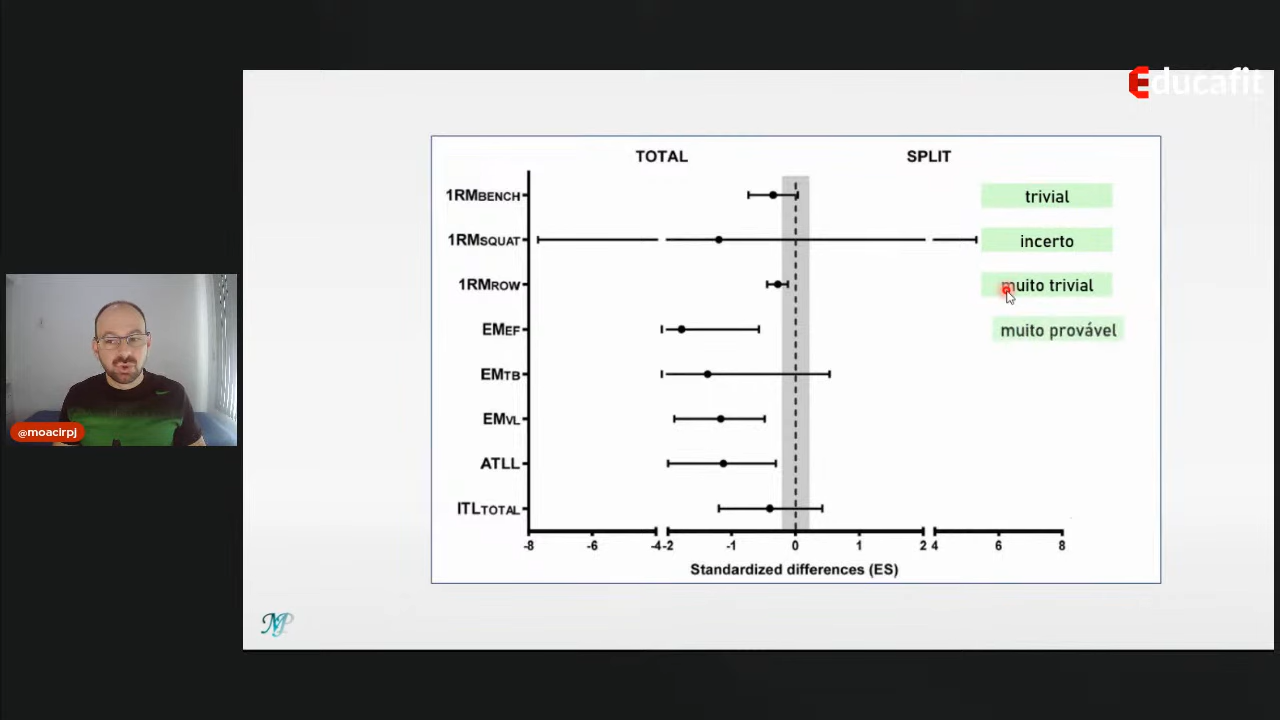 Educafit
TOTAL SPLIT
1RMBENCH trivial
1RMSQUAT incerto
1RMROW muito trivial
EMEF muito provável
EMTB
EMVL
ATLL
ITLTOTAL
-8 -6 -4 -2 -1 0 1 2 4 6 8
Standardized differences (ES)
@moacirpj
MP